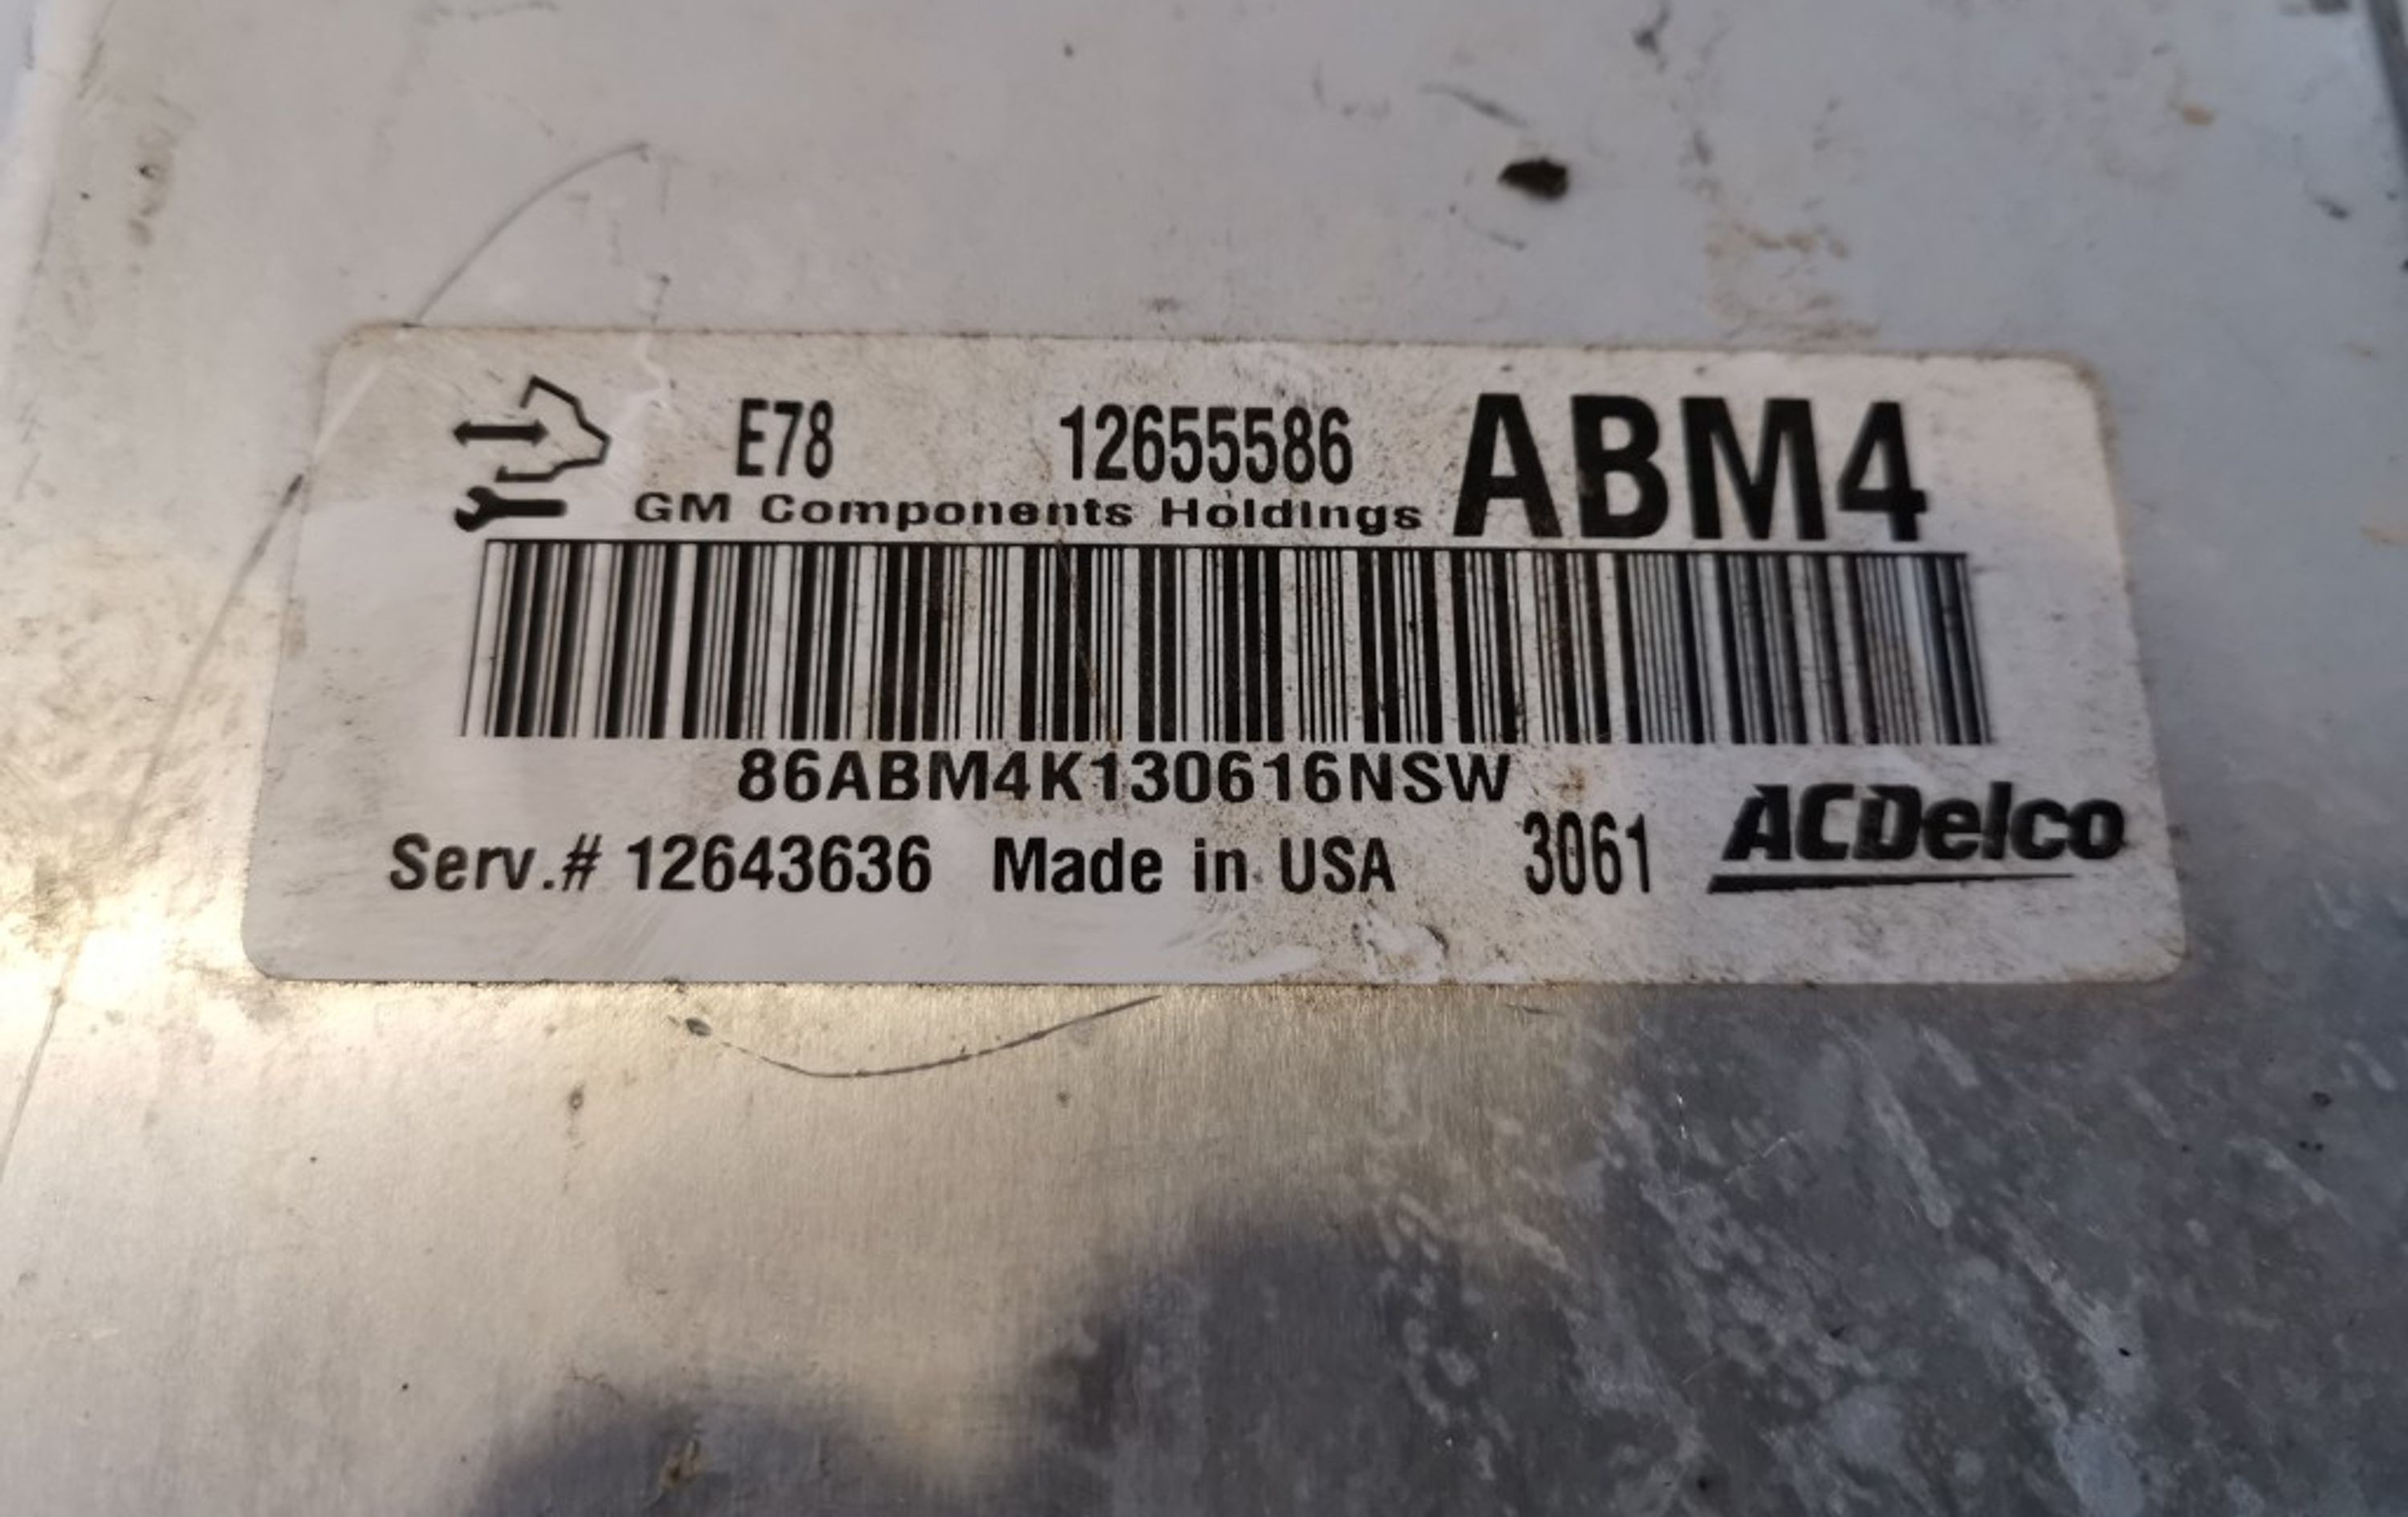 E78 12655586 ABM4
GM Components Holdings
86ABM4K130616NSW
Serv.# 12643636 Made in USA 3061 ACDelco